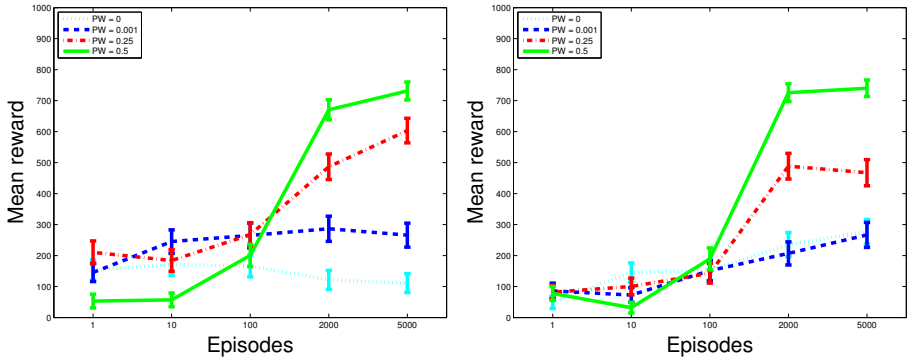 1000
900
800
700
600
500
400
300
200
100
0
Mean reward
PW = 0
PW = 0.001
PW = 0.25
PW = 0.5
1 10 100 2000 5000
Episodes
1000
900
800
700
600
500
400
300
200
100
0
Mean reward
PW = 0
PW = 0.001
PW = 0.25
PW = 0.5
1 10 100 2000 5000
Episodes